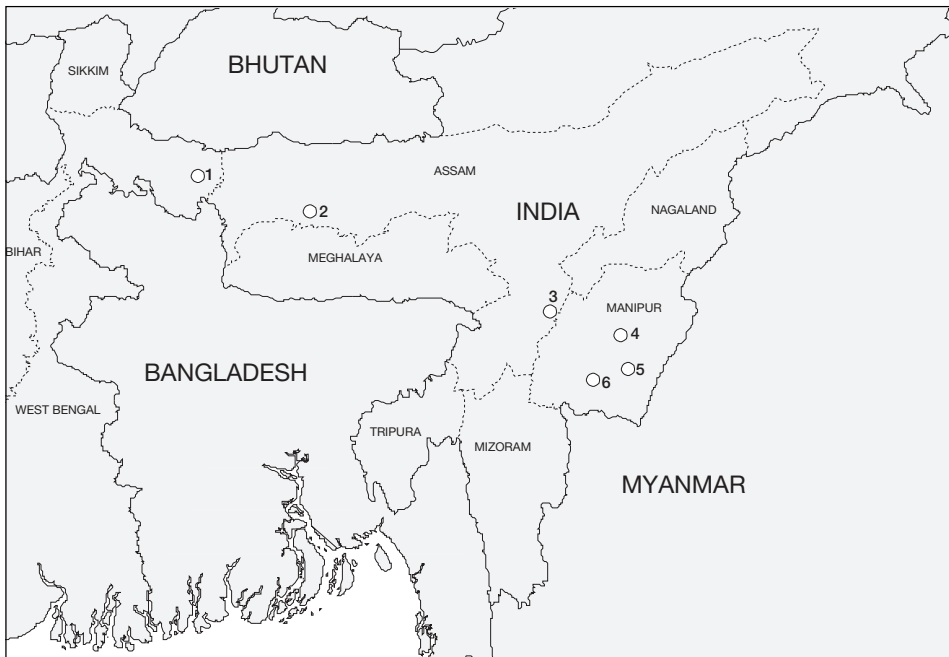 BHUTAN
SIKKIM
1
ASSAM
2
INDIA
NAGALAND
BIHAR
MEGHALAYA
3
MANIPUR
4
BANGLADESH
5
6
WEST BENGAL
TRIPURA
MIZORAM
MYANMAR